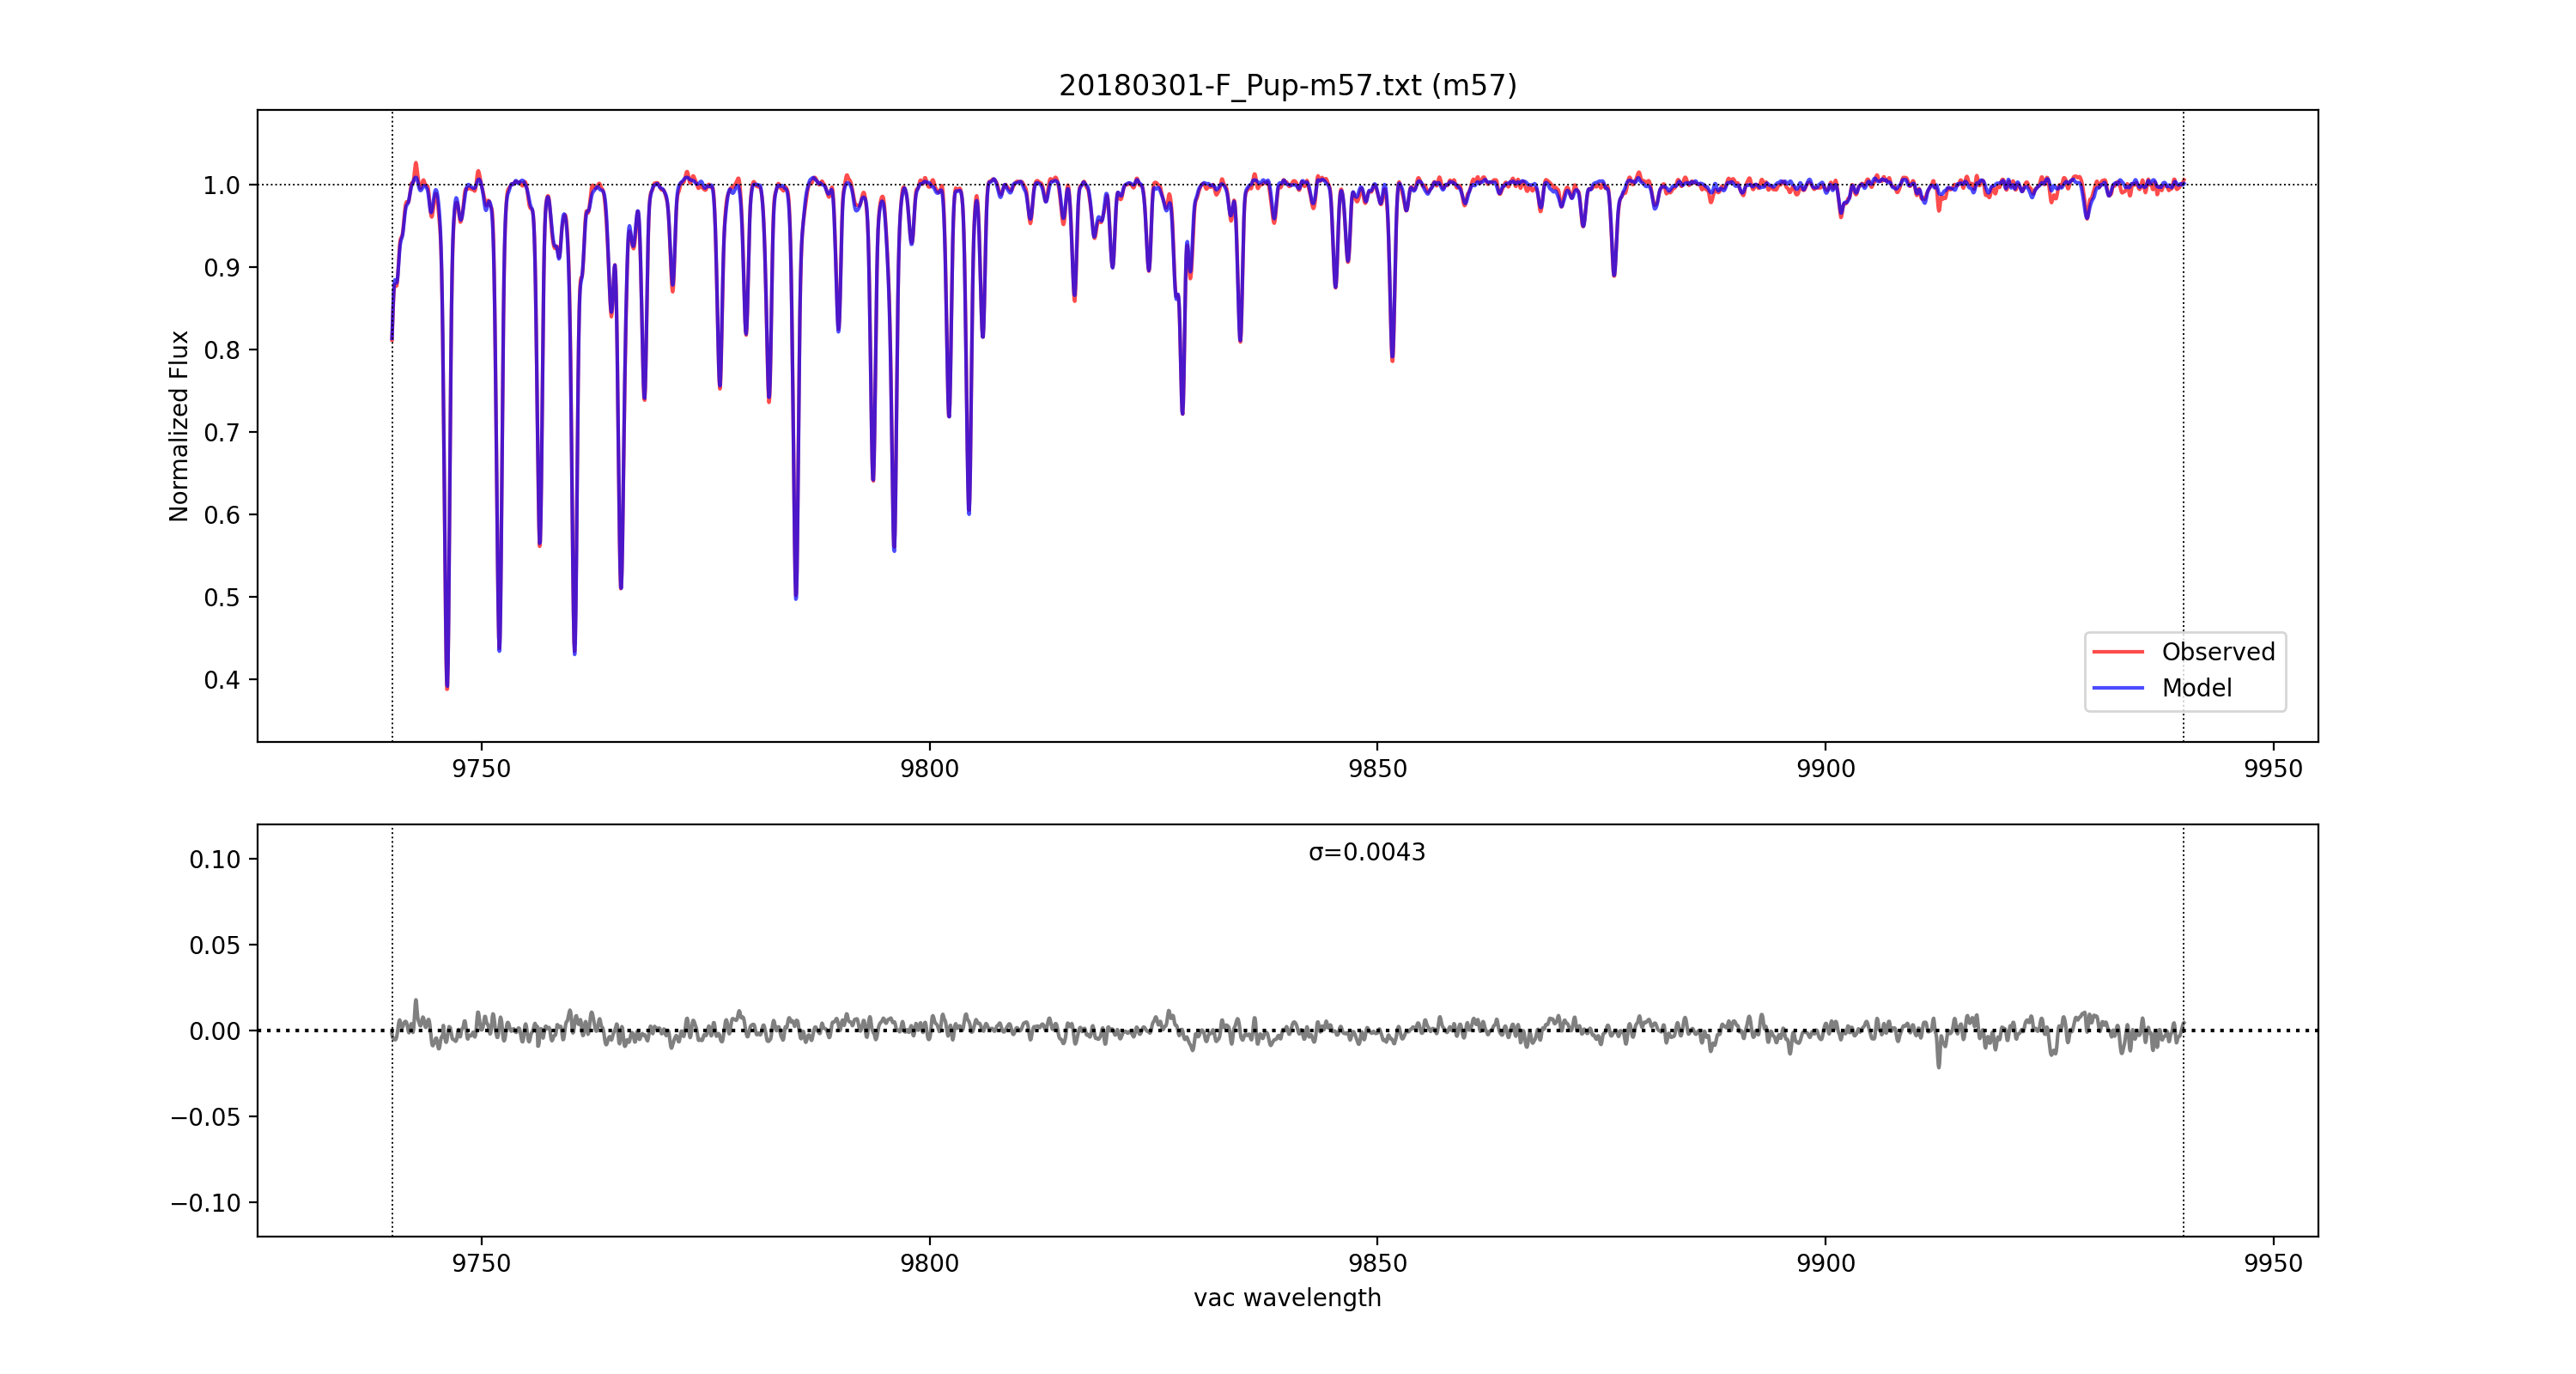 20180301-F_Pup-m57.txt (m57)
Normalized Flux
1.0
0.9
0.8
0.7
0.6
0.5
0.4
Observed
Model
9750 9800 9850 9900 9950
σ=0.0043
0.10
0.05
0.00
−0.05
−0.10
9750 9800 9850 9900 9950
vac wavelength